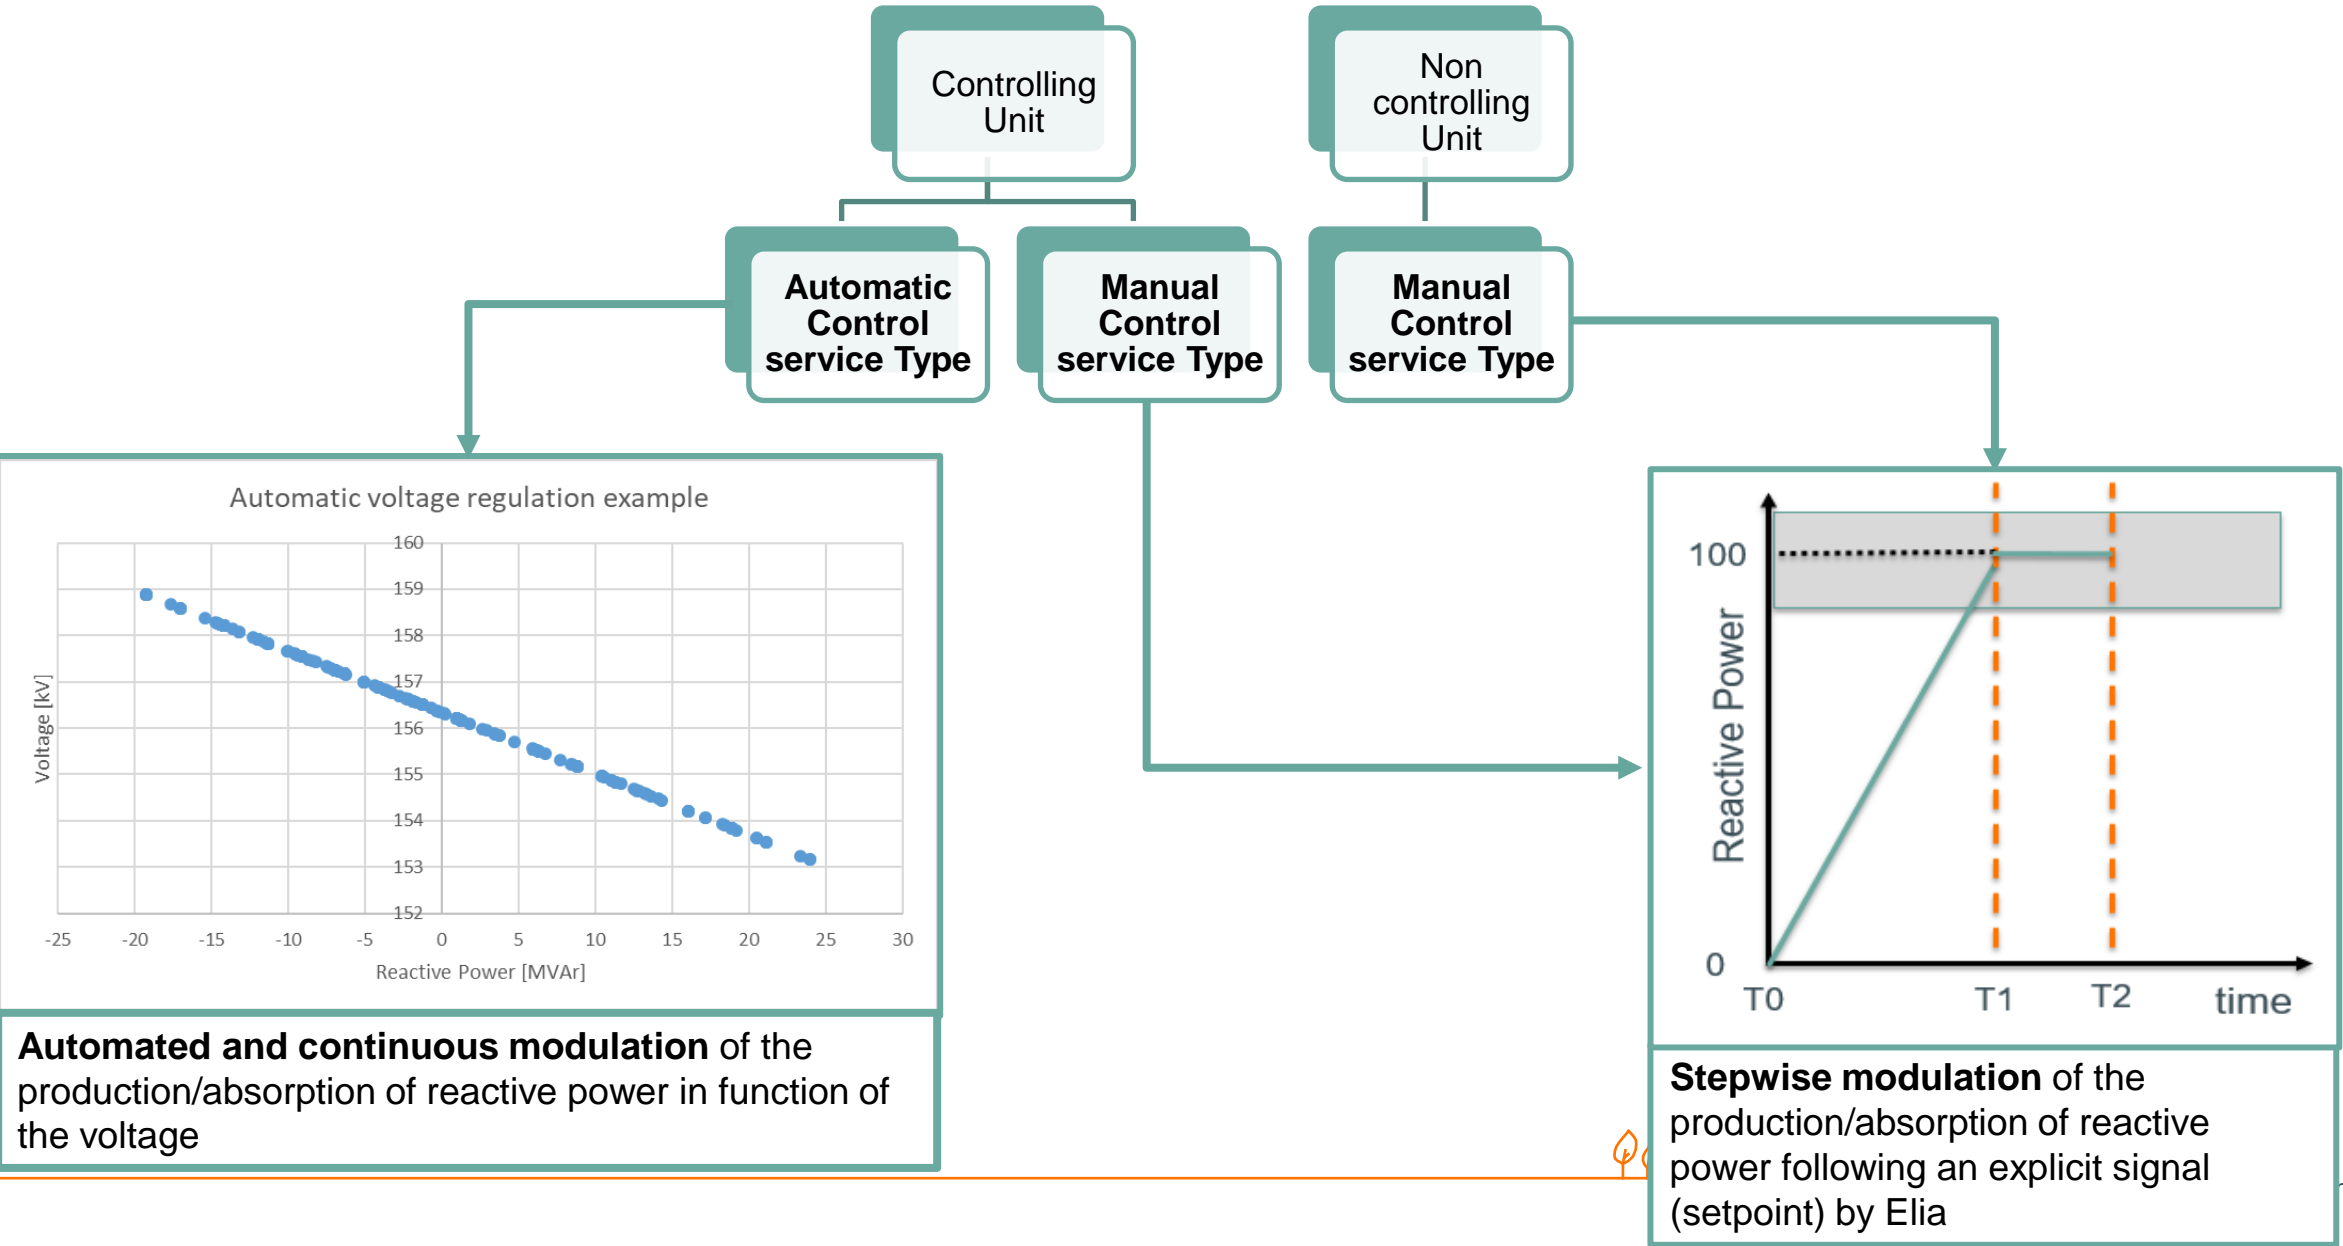 Controlling
Unit
Non
controlling
Unit
Automatic
Control
service Type
Manual
Control
service Type
Manual
Control
service Type
Automatic voltage regulation example
160
159
158
157
156
155
154
153
152
-25 -20 -15 -10 -5 0 5 10 15 20 25 30
Voltage [kV]
Reactive Power [MVAr]
Automated and continuous modulation of the
production/absorption of reactive power in function of
the voltage
100
Reactive Power
0
T0 T1 T2 time
Stepwise modulation of the
production/absorption of reactive
power following an explicit signal
(setpoint) by Elia